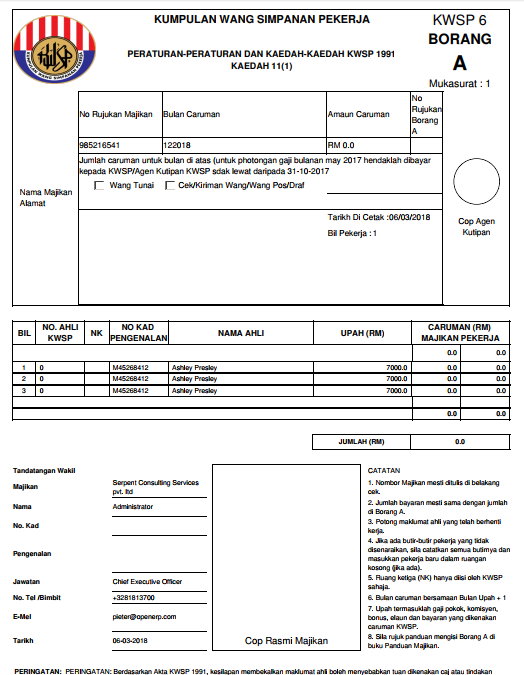 KUMPULAN WANG SIMPANAN PEKERJA
PERATURAN-PERATURAN DAN KAEDAH-KAEDAH KWSP 1991
KAEDAH 11(1)
KWSP 6
BORANG
A
Mukasurat : 1
KWSP
KUMPULAN WANG SIMPANAN PEKERJA
No Rujukan Majikan Bulan Caruman Amaun Caruman No Rujukan Borang A
985216541 122018 RM 0.0
Jumlah caruman untuk bulan di atas (untuk photongan gaji bulanan may 2017 hendaklah dibayar
kepada KWSP/Agen Kutipan KWSP sdak lewat daripada 31-10-2017
Nama Majikan
Alamat
Wang Tunai Cek/Kiriman Wang/Wang Pos/Draf
Tarikh Di Cetak :06/03/2018
Bil Pekerja : 1
Cop Agen
Kutipan
BIL NO. AHLI KWSP NK NO KAD PENGENALAN NAMA AHLI UPAH (RM) CARUMAN (RM) MAJIKAN PEKERJA
0.0 0.0
1 0 M45268412 Ashley Presley 7000.0 0.0 0.0
2 0 M45268412 Ashley Presley 7000.0 0.0 0.0
3 0 M45268412 Ashley Presley 7000.0 0.0 0.0
0.0 0.0
JUMLAH (RM) 0.0
Tandatangan Wakil
Majikan Serpent Consulting Services
pvt. ltd
Nama Administrator
No. Kad
Pengenalan
Jawatan Chief Executive Officer
No. Tel /Bimbit +3281813700
E-Mel pieter@openerp.com
Tarikh 06-03-2018
Cop Rasmi Majikan
CATATAN
1. Nombor Majikan mesti ditulis di belakang
cek.
2. Jumlah bayaran mesti sama dengan jumlah
di Borang A.
3. Potong maklumat ahli yang telah berhenti
kerja.
4. Jika ada butir-butir pekerja yang tidak
disenaraikan, sila catatkan semua butirnya dan
masukkan pekerja baru dalam ruangan
kosong (jika ada).
5. Ruang ketiga (NK) hanya diisi oleh KWSP
sahaja.
6. Bulan caruman bersamaan Bulan Upah + 1
7. Upah termasuklah gaji pokok, komisyen,
bonus, elaun dan bayaran yang dikenakan
caruman KWSP.
8. Sila rujuk panduan mengisi Borang A di
buku Panduan Majikan.
PERINGATAN: PERINGATAN: Berdasarkan Akta KWSP 1991, kesilapan membekalkan maklumat ahli boleh menyebabkan tuan dikenakan caj atau tindakan